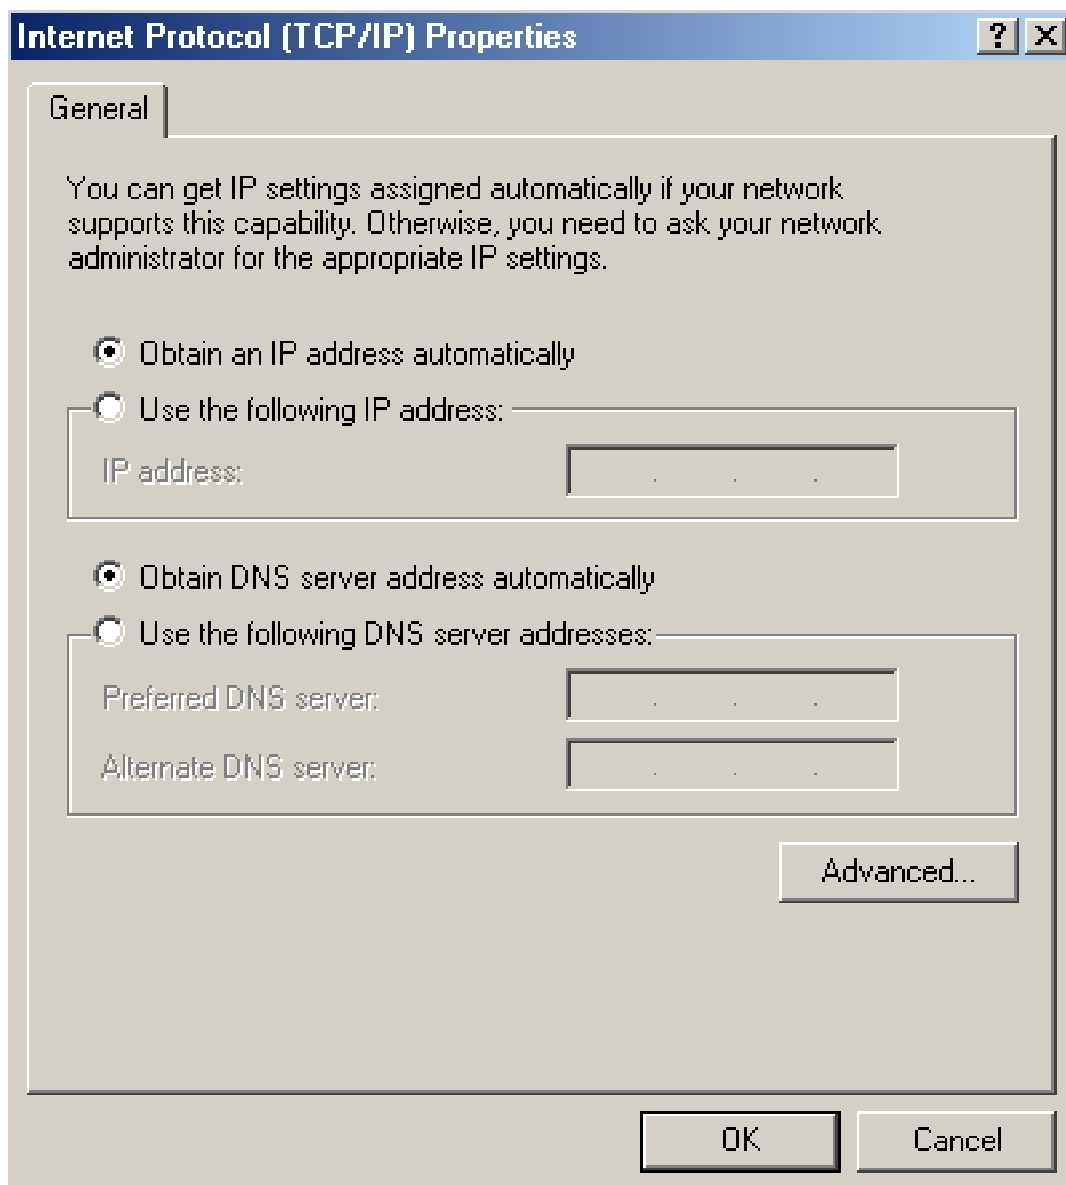 Internet Protocol (TCP/IP) Properties
General
You can get IP settings assigned automatically if your network
supports this capability. Otherwise, you need to ask your network
administrator for the appropriate IP settings.
Obtain an IP address automatically
Use the following IP address:
IP address:
Obtain DNS server address automatically
Use the following DNS server addresses:
Preferred DNS server:
Alternate DNS server:
Advanced...
OK Cancel